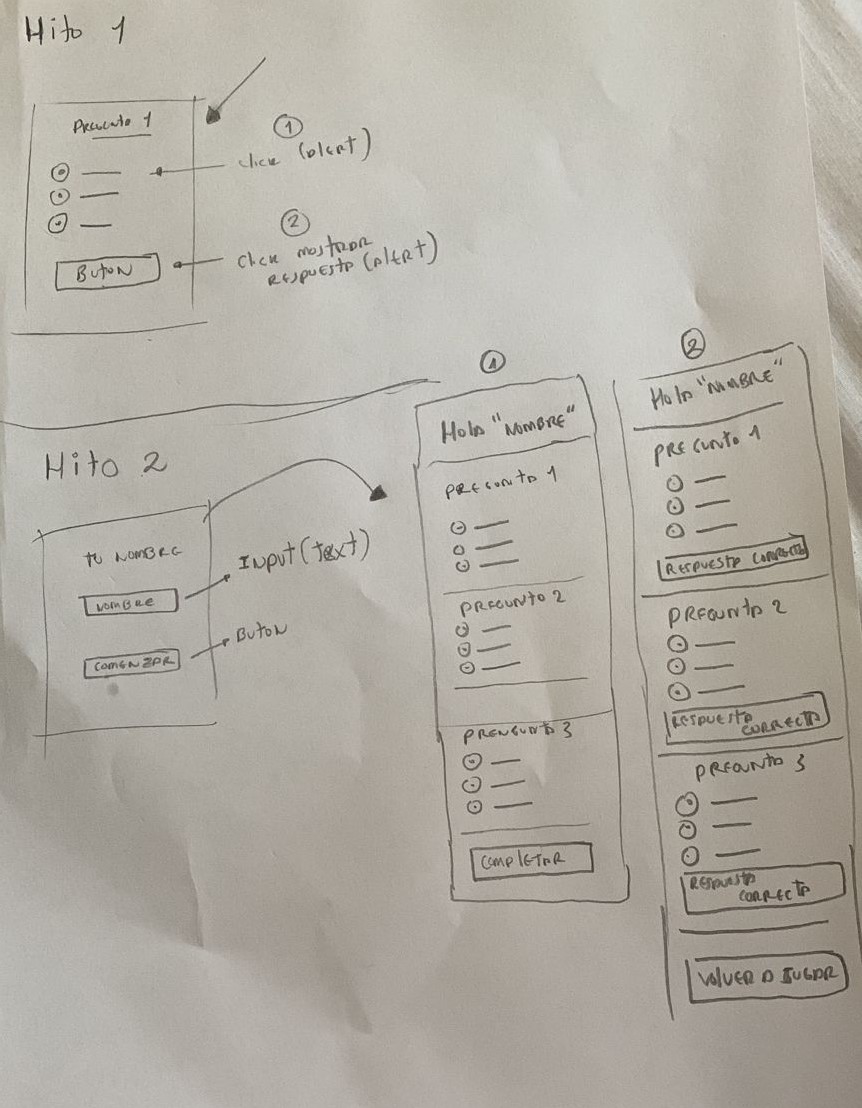 Hito 1
Pregunta 1
1
click (alert)
2
click mostrar
respuesta (alert)
Buton
Hito 2
tu nombre
nombre
Input (text)
comenzar
Buton
1
Hola "nombre"
pregunta 1
pregunta 2
prengunta 3
completar
2
Hola "nombre"
pregunta 1
respuesta correcta
pregunta 2
respuesta
correcta
pregunta 3
respuesta
correcta
volver a jugar